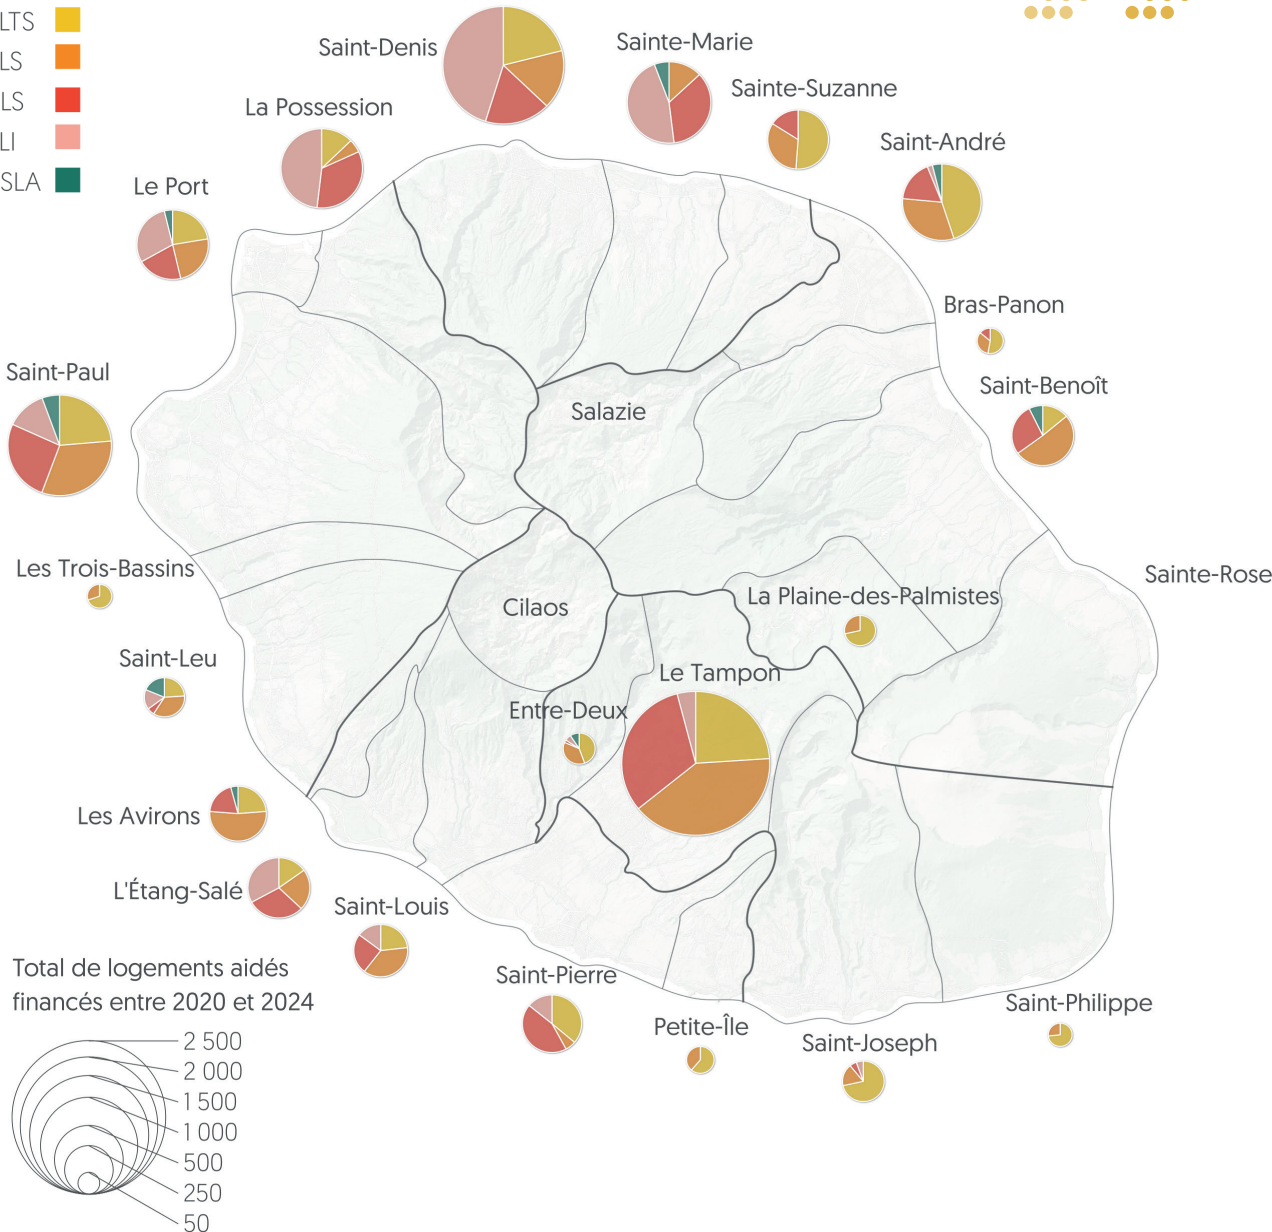 LTS
LS
LS
LI
SLA
Saint-Denis
Sainte-Marie
Sainte-Suzanne
La Possession
Saint-André
Le Port
Bras-Panon
Saint-Paul
Saint-Benoît
Salazie
Les Trois-Bassins
Sainte-Rose
La Plaine-des-Palmistes
Cilaos
Saint-Leu
Le Tampon
Entre-Deux
Les Avirons
L'Étang-Salé
Saint-Louis
Total de logements aidés
financés entre 2020 et 2024
Saint-Pierre
Saint-Philippe
Petite-Île
Saint-Joseph
2 500
2 000
1 500
1 000
500
250
50